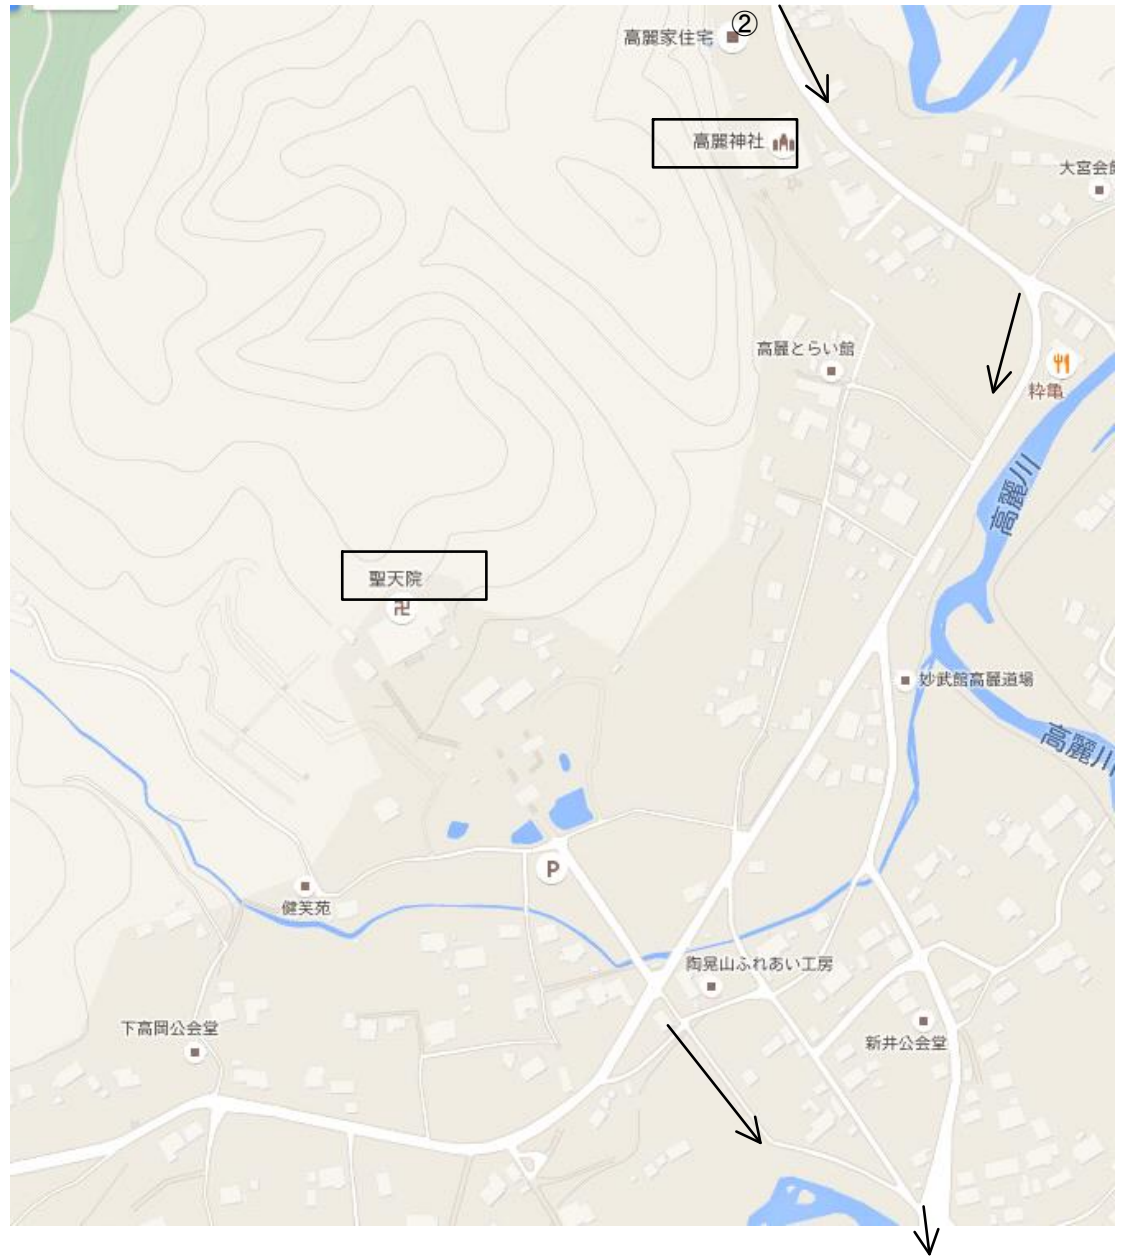 ②
高麗家住宅
高麗神社
大宮会館
高麗とらい館
粋亀
高麗川
聖天院
妙武館高麗道場
高麗川
P
健笑苑
陶晃山ふれあい工房
下高岡公会堂
新井公会堂